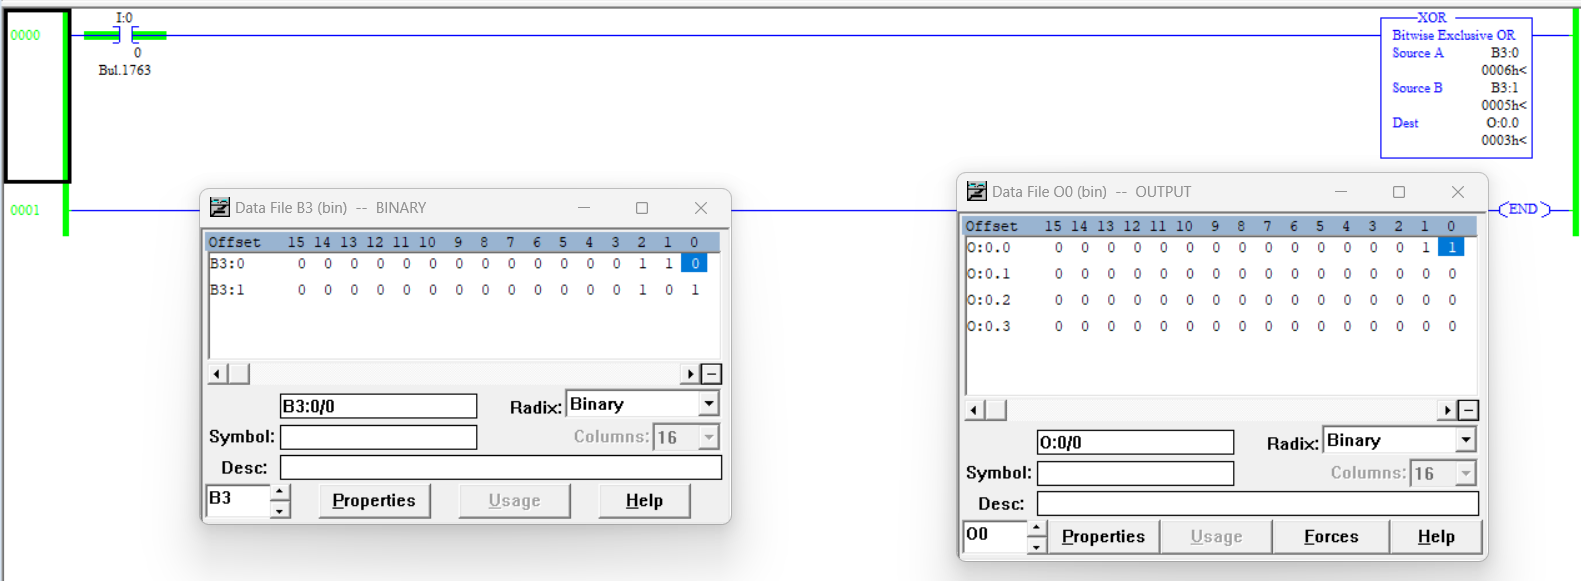 I:0
0000
0
Bul.1763
XOR
Bitwise Exclusive OR
Source A B3:0
0006h<
Source B B3:1
0005h<
Dest O:0.0
0003h<
0001
END
Data File B3 (bin) -- BINARY
Offset 15 14 13 12 11 10 9 8 7 6 5 4 3 2 1 0
B3:0 0 0 0 0 0 0 0 0 0 0 0 0 0 1 1 0
B3:1 0 0 0 0 0 0 0 0 0 0 0 0 0 1 0 1
B3:0/0
Radix: Binary
Symbol:
Columns: 16
Desc:
B3
Properties
Usage
Help
Data File O0 (bin) -- OUTPUT
Offset 15 14 13 12 11 10 9 8 7 6 5 4 3 2 1 0
O:0.0 0 0 0 0 0 0 0 0 0 0 0 0 0 0 1 1
O:0.1 0 0 0 0 0 0 0 0 0 0 0 0 0 0 0 0
O:0.2 0 0 0 0 0 0 0 0 0 0 0 0 0 0 0 0
O:0.3 0 0 0 0 0 0 0 0 0 0 0 0 0 0 0 0
O:0/0
Radix: Binary
Symbol:
Columns: 16
Desc:
O0
Properties
Usage
Forces
Help